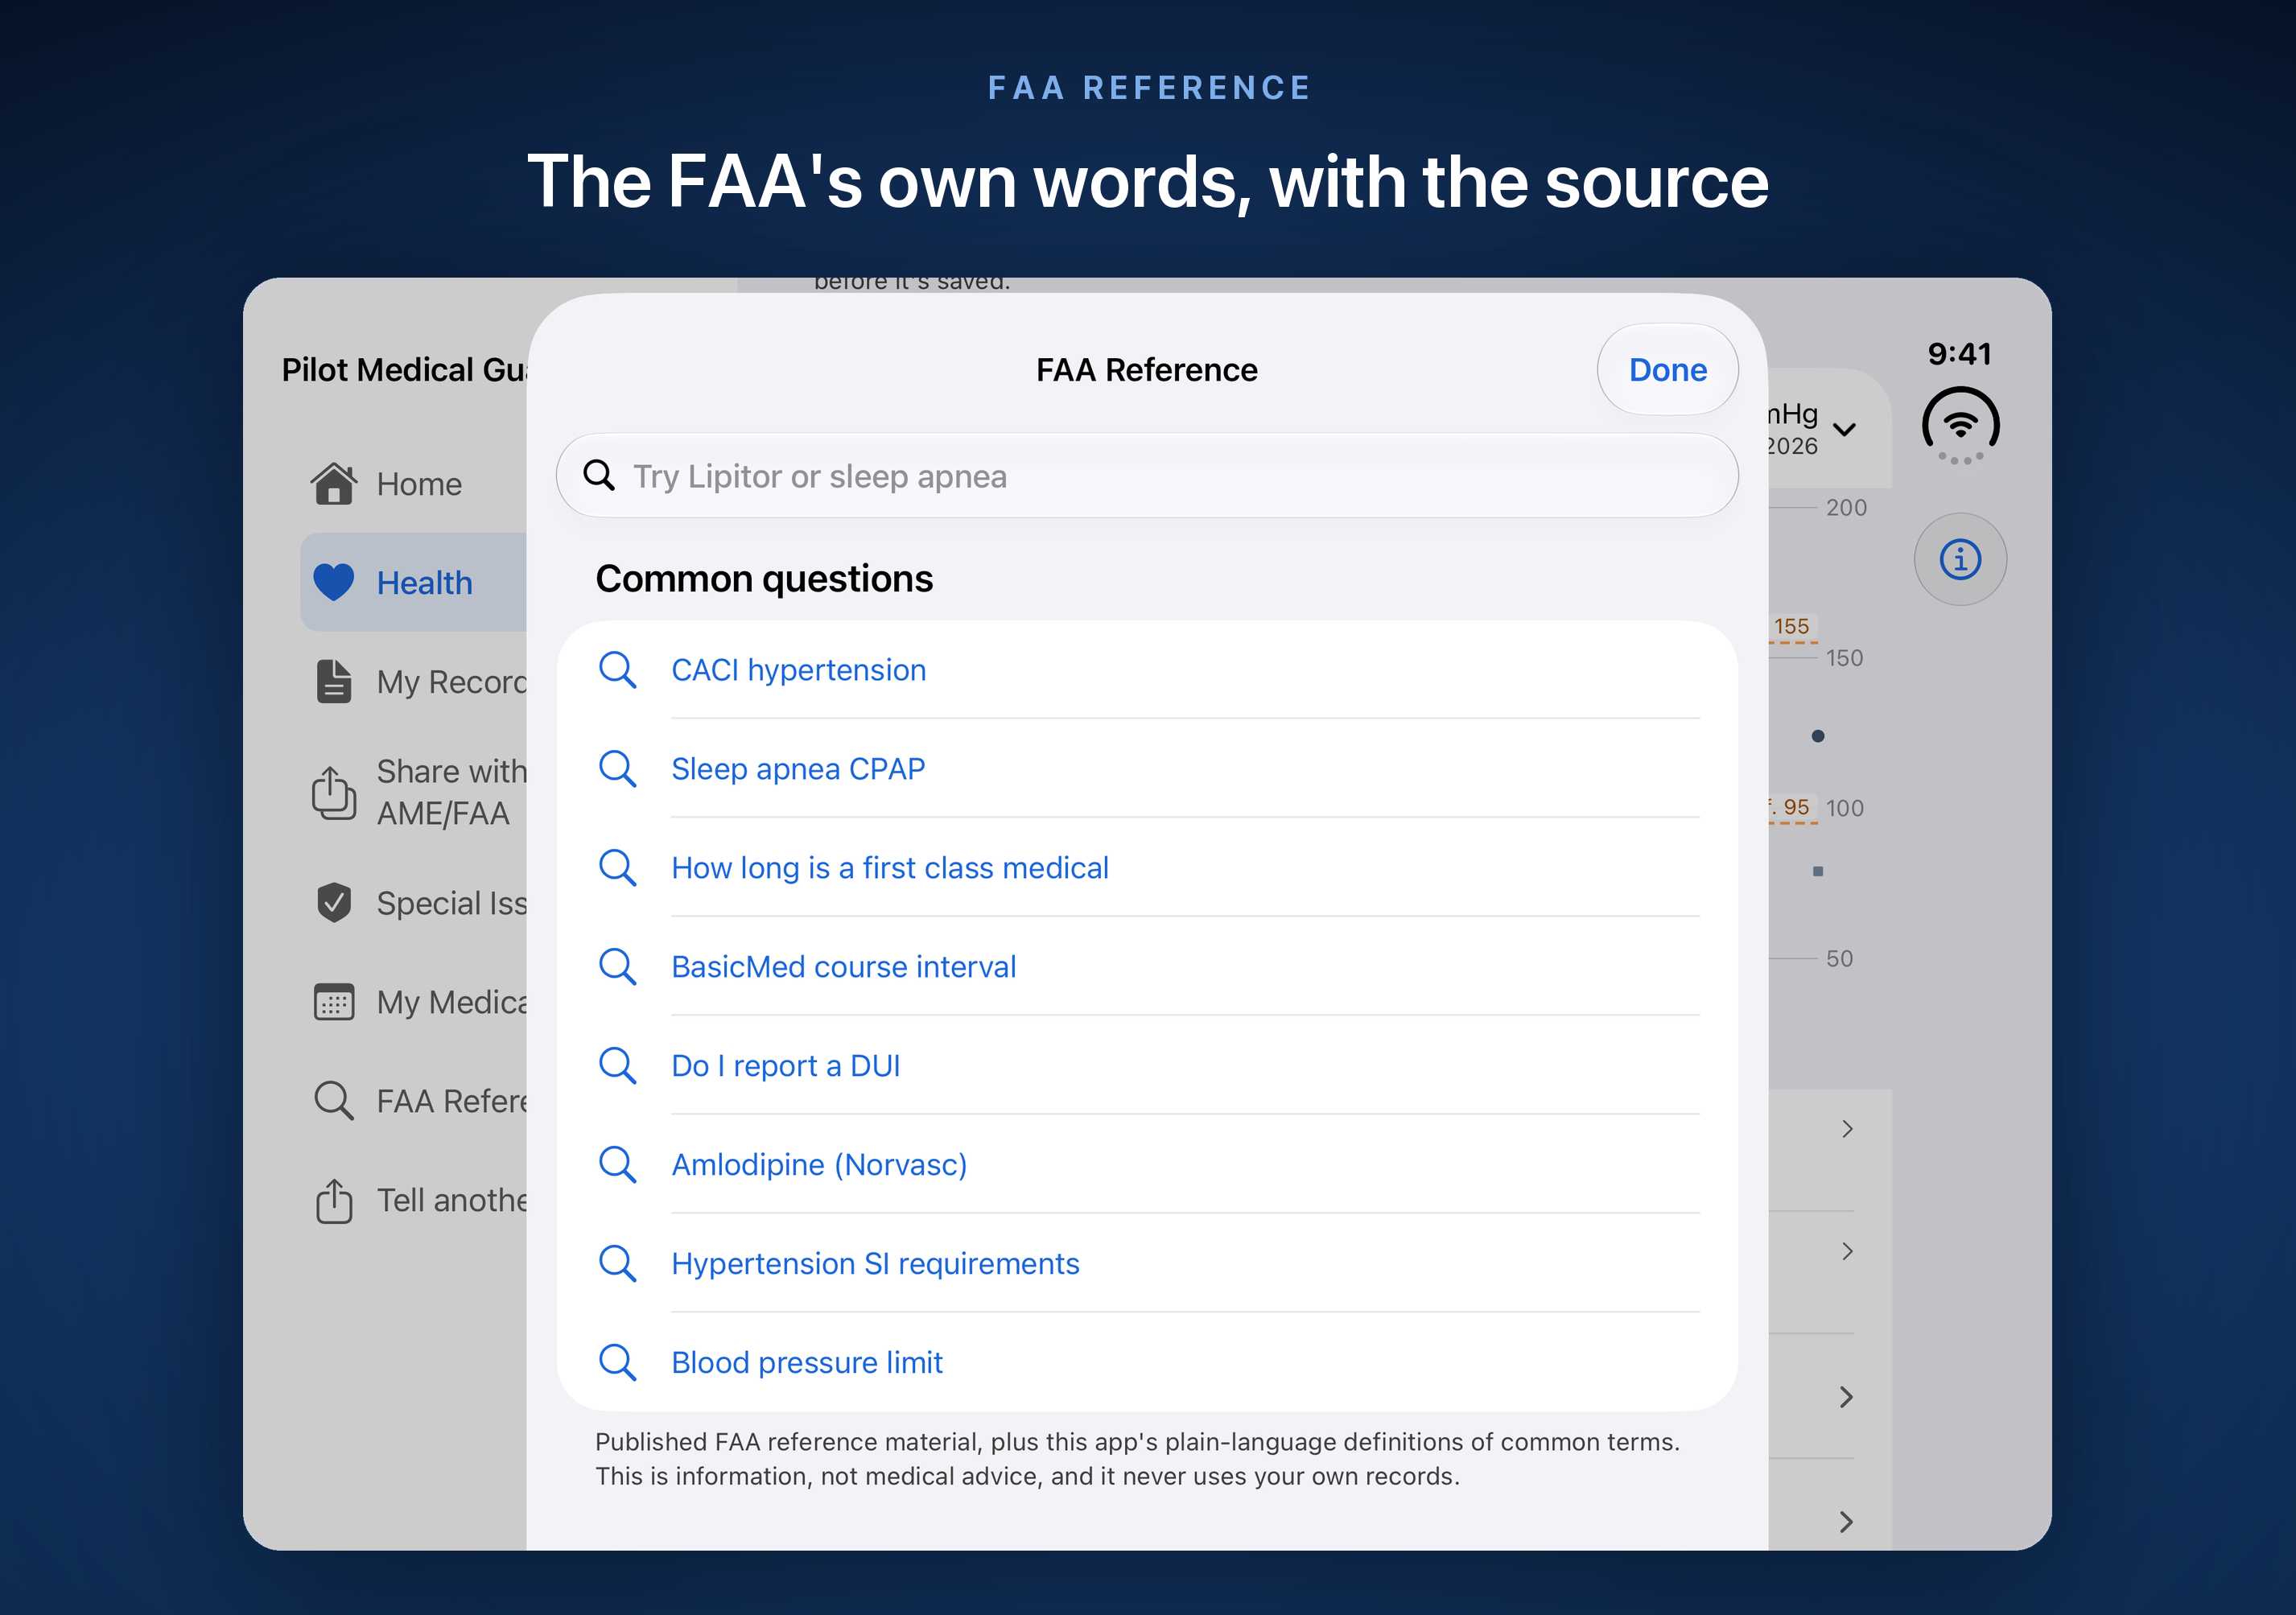 FAA REFERENCE
The FAA's own words, with the source
before it's saved.
Pilot Medical Gu
FAA Reference
Done
9:41
mHg
2026
Try Lipitor or sleep apnea
Home
Health
My Record
Share with
AME/FAA
Special Iss
My Medica
FAA Refere
Tell anothe
Common questions
CACI hypertension
Sleep apnea CPAP
How long is a first class medical
BasicMed course interval
Do I report a DUI
Amlodipine (Norvasc)
Hypertension SI requirements
Blood pressure limit
Published FAA reference material, plus this app's plain-language definitions of common terms.
This is information, not medical advice, and it never uses your own records.
200
155
150
f. 95
100
50